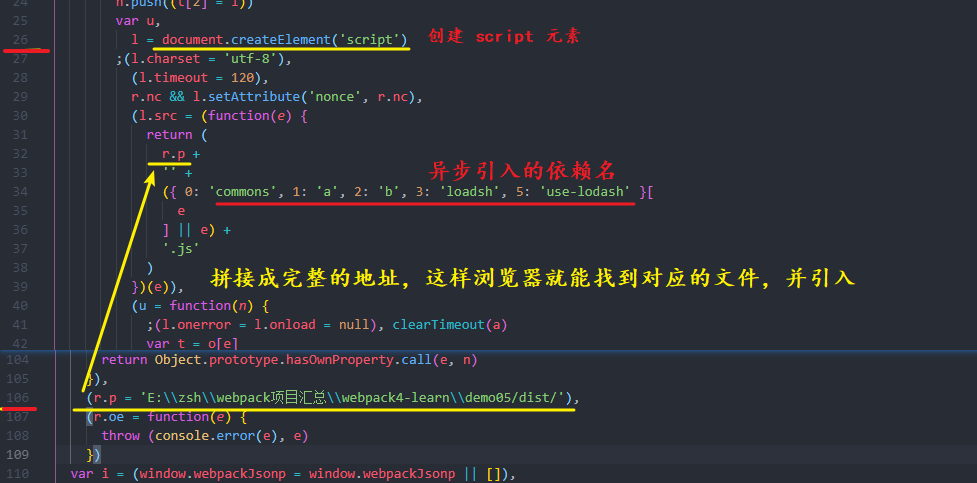 24 n.push((t[2] = i))
25 var u,
26 l = document.createElement('script') 创建 script 元素
27 ;(l.charset = 'utf-8'),
28 (l.timeout = 120),
29 r.nc && l.setAttribute('nonce', r.nc),
30 (l.src = (function(e) {
31 return (
32 r.p +
33 '' +
异步引入的依赖名
34 ({ 0: 'commons', 1: 'a', 2: 'b', 3: 'loadsh', 5: 'use-lodash' }[
35 e
36 ] || e) +
37 '.js'
38 )
拼接成完整的地址，这样浏览器就能找到对应的文件，并引入
39 })(e)),
40 (u = function(n) {
41 ;(l.onerror = l.onload = null), clearTimeout(a)
42 var t = o[e]
104 return Object.prototype.hasOwnProperty.call(e, n)
105 }),
106 (r.p = 'E:\\zsh\\webpack项目汇总\\webpack4-learn\\demo05/dist/'),
107 (r.oe = function(e) {
108 throw (console.error(e), e)
109 })
110 var i = (window.webpackJsonp = window.webpackJsonp || []),